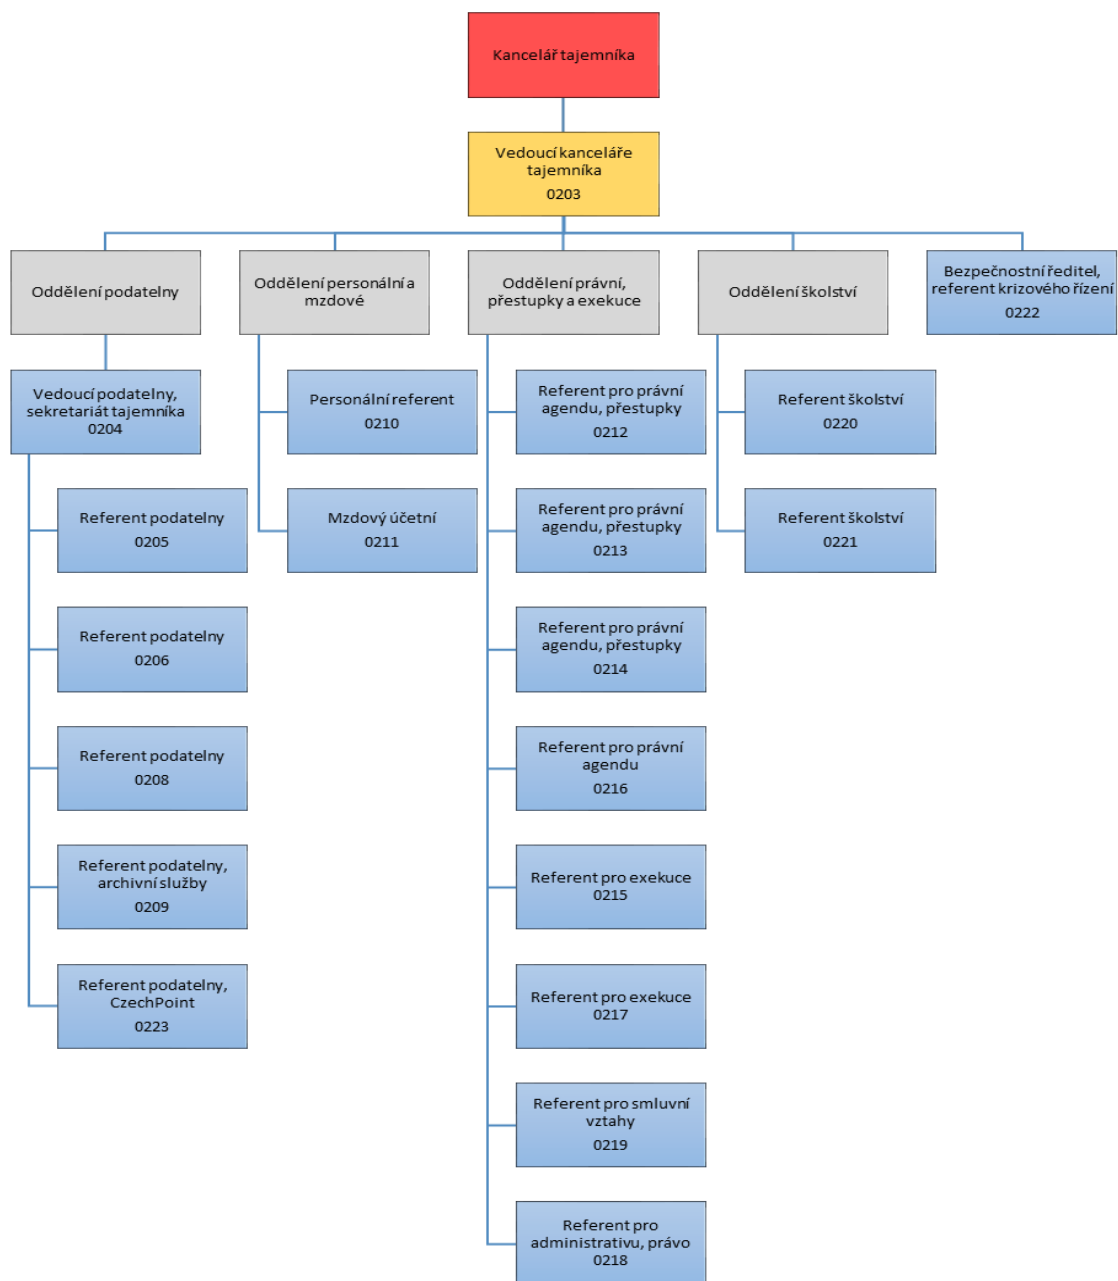 Kancelář tajemníka
Vedoucí kanceláře
tajemníka
0203
Oddělení podatelny
Oddělení personální a
mzdové
Oddělení právní,
přestupky a exekuce
Oddělení školství
Bezpečnostní ředitel,
referent krizového řízení
0222
Vedoucí podatelny,
sekretariát tajemníka
0204
Referent podatelny
0205
Referent podatelny
0206
Referent podatelny
0208
Referent podatelny,
archivní služby
0209
Referent podatelny,
CzechPoint
0223
Personální referent
0210
Mzdový účetní
0211
Referent pro právní
agendu, přestupky
0212
Referent pro právní
agendu, přestupky
0213
Referent pro právní
agendu, přestupky
0214
Referent pro právní
agendu
0216
Referent pro exekuce
0215
Referent pro exekuce
0217
Referent pro smluvní
vztahy
0219
Referent pro
administrativu, právo
0218
Referent školství
0220
Referent školství
0221